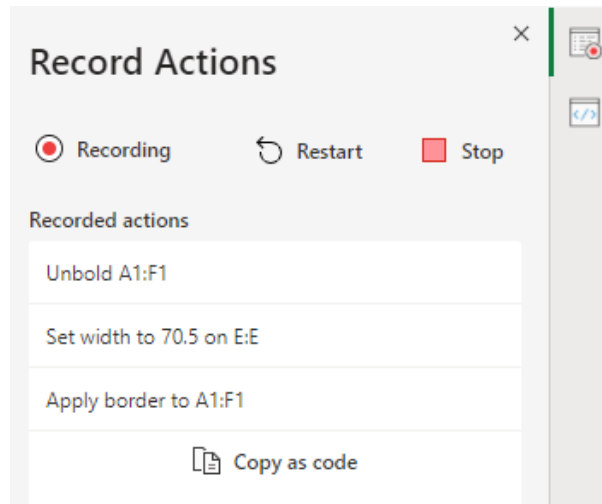 Record Actions
Recording Restart Stop
Recorded actions
Unbold A1:F1
Set width to 70.5 on E:E
Apply border to A1:F1
Copy as code